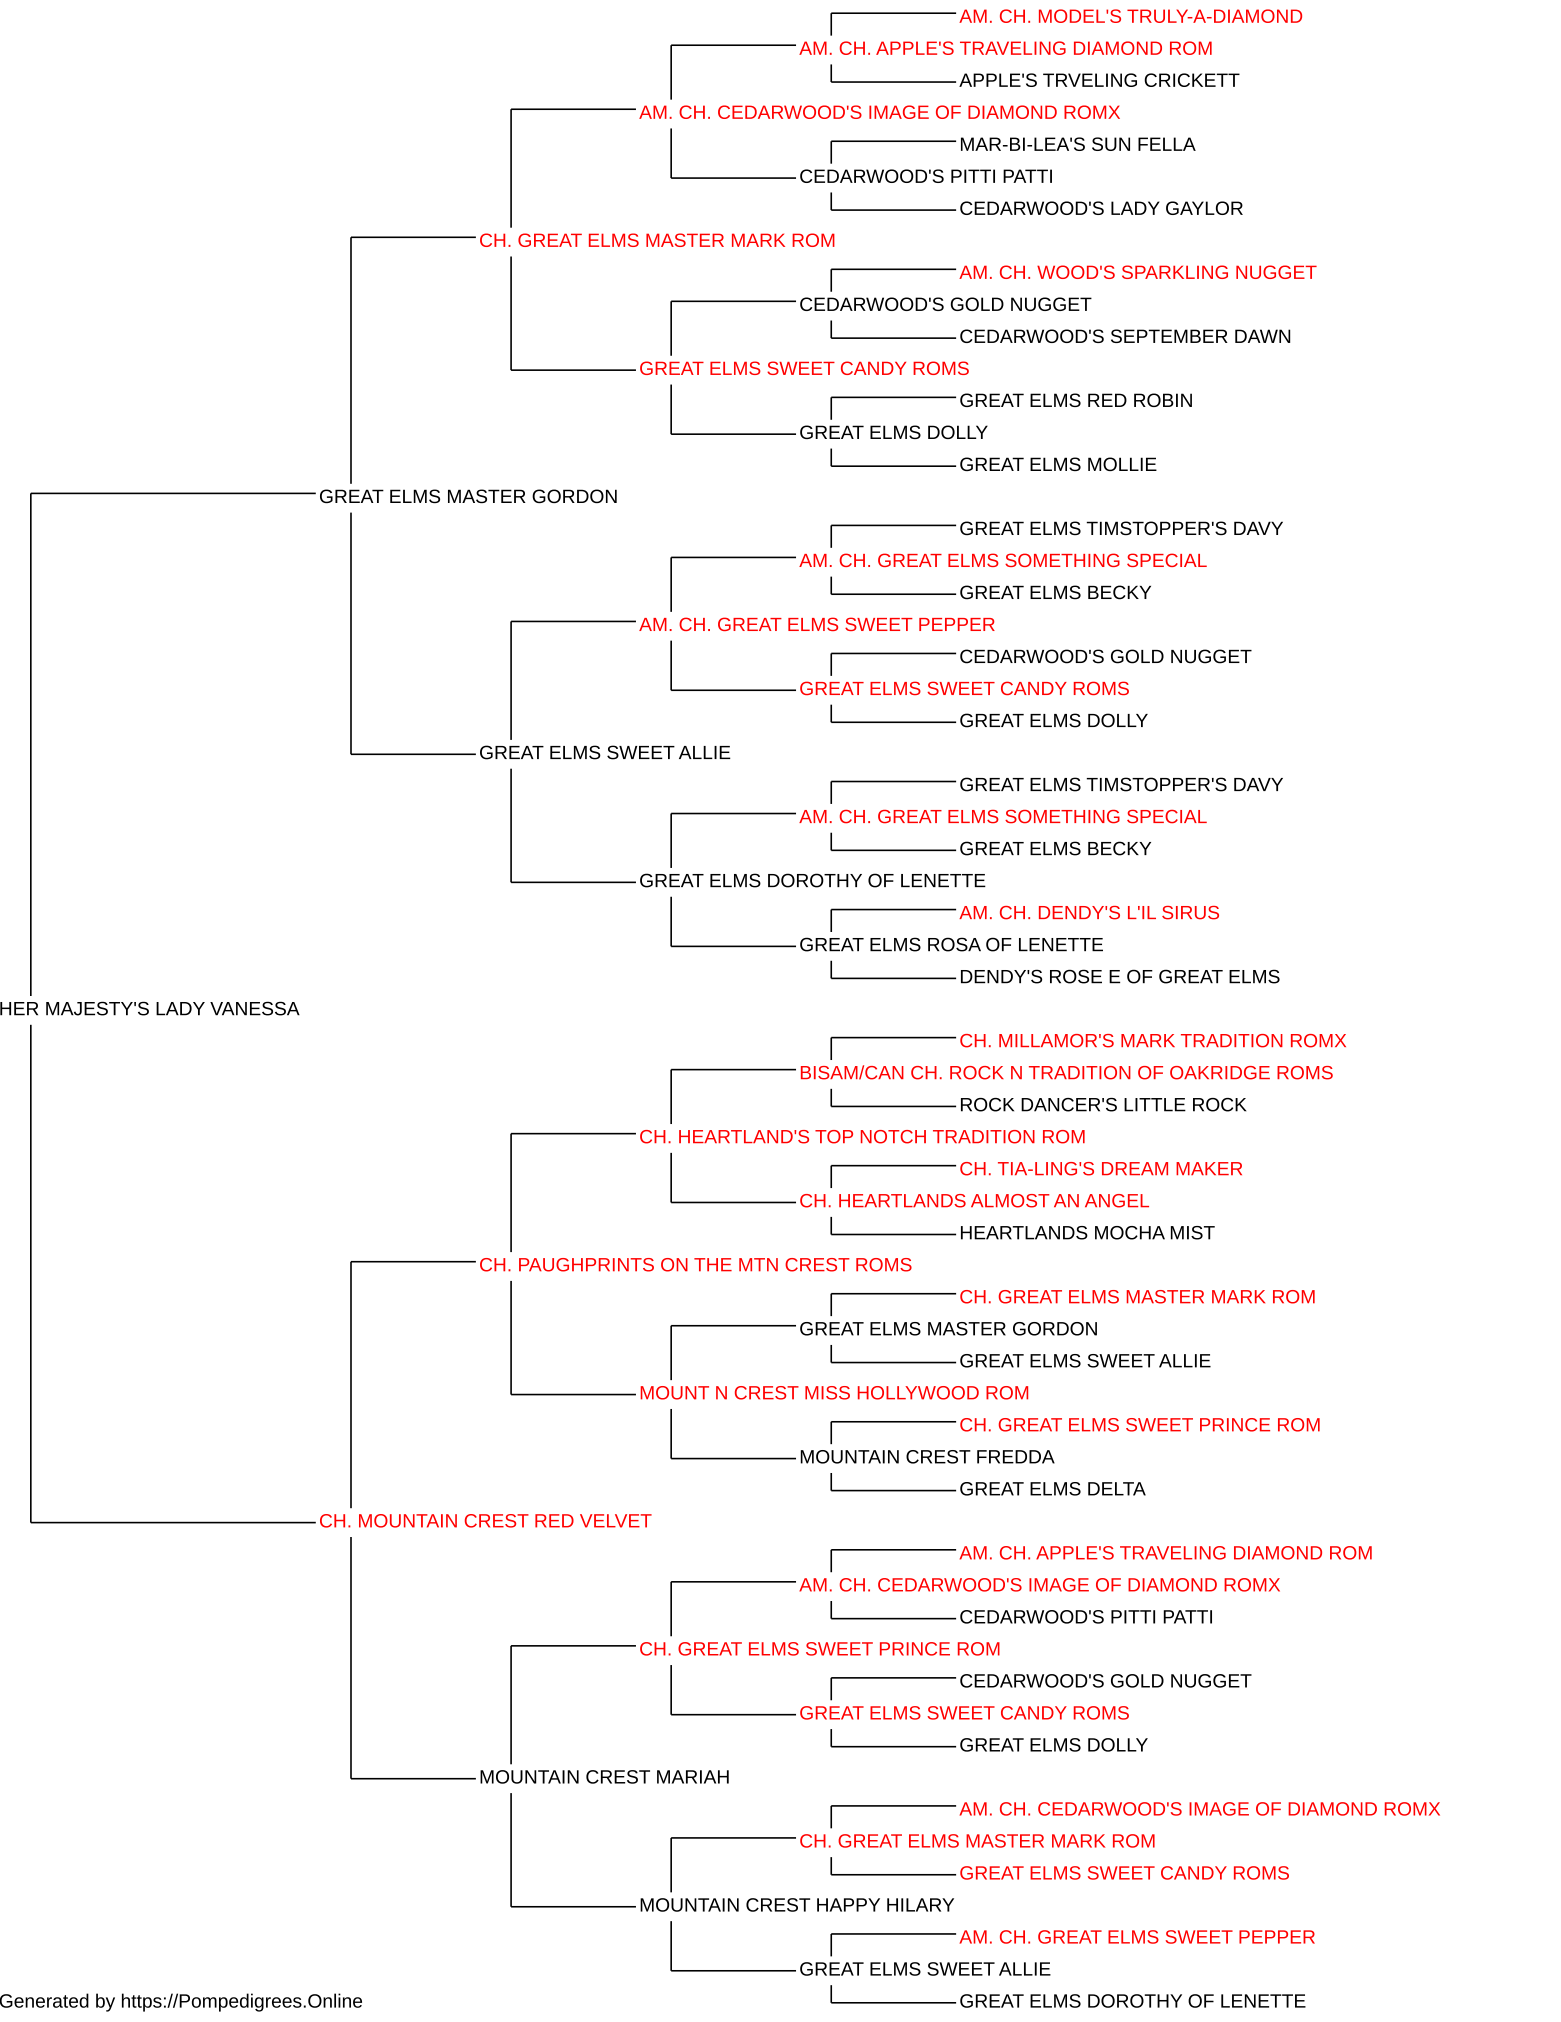 AM. CH. MODEL'S TRULY-A-DIAMOND
AM. CH. APPLE'S TRAVELING DIAMOND ROM
APPLE'S TRVELING CRICKETT
AM. CH. CEDARWOOD'S IMAGE OF DIAMOND ROMX
MAR-BI-LEA'S SUN FELLA
CEDARWOOD'S PITTI PATTI
CEDARWOOD'S LADY GAYLOR
CH. GREAT ELMS MASTER MARK ROM
AM. CH. WOOD'S SPARKLING NUGGET
CEDARWOOD'S GOLD NUGGET
CEDARWOOD'S SEPTEMBER DAWN
GREAT ELMS SWEET CANDY ROMS
GREAT ELMS RED ROBIN
GREAT ELMS DOLLY
GREAT ELMS MOLLIE
GREAT ELMS MASTER GORDON
GREAT ELMS TIMSTOPPER'S DAVY
AM. CH. GREAT ELMS SOMETHING SPECIAL
GREAT ELMS BECKY
AM. CH. GREAT ELMS SWEET PEPPER
CEDARWOOD'S GOLD NUGGET
GREAT ELMS SWEET CANDY ROMS
GREAT ELMS DOLLY
GREAT ELMS SWEET ALLIE
GREAT ELMS TIMSTOPPER'S DAVY
AM. CH. GREAT ELMS SOMETHING SPECIAL
GREAT ELMS BECKY
GREAT ELMS DOROTHY OF LENETTE
AM. CH. DENDY'S L'IL SIRUS
GREAT ELMS ROSA OF LENETTE
DENDY'S ROSE E OF GREAT ELMS
HER MAJESTY'S LADY VANESSA
CH. MILLAMOR'S MARK TRADITION ROMX
BISAM/CAN CH. ROCK N TRADITION OF OAKRIDGE ROMS
ROCK DANCER'S LITTLE ROCK
CH. HEARTLAND'S TOP NOTCH TRADITION ROM
CH. TIA-LING'S DREAM MAKER
CH. HEARTLANDS ALMOST AN ANGEL
HEARTLANDS MOCHA MIST
CH. PAUGHPRINTS ON THE MTN CREST ROMS
CH. GREAT ELMS MASTER MARK ROM
GREAT ELMS MASTER GORDON
GREAT ELMS SWEET ALLIE
MOUNT N CREST MISS HOLLYWOOD ROM
CH. GREAT ELMS SWEET PRINCE ROM
MOUNTAIN CREST FREDDA
GREAT ELMS DELTA
CH. MOUNTAIN CREST RED VELVET
AM. CH. APPLE'S TRAVELING DIAMOND ROM
AM. CH. CEDARWOOD'S IMAGE OF DIAMOND ROMX
CEDARWOOD'S PITTI PATTI
CH. GREAT ELMS SWEET PRINCE ROM
CEDARWOOD'S GOLD NUGGET
GREAT ELMS SWEET CANDY ROMS
GREAT ELMS DOLLY
MOUNTAIN CREST MARIAH
AM. CH. CEDARWOOD'S IMAGE OF DIAMOND ROMX
CH. GREAT ELMS MASTER MARK ROM
GREAT ELMS SWEET CANDY ROMS
MOUNTAIN CREST HAPPY HILARY
AM. CH. GREAT ELMS SWEET PEPPER
GREAT ELMS SWEET ALLIE
GREAT ELMS DOROTHY OF LENETTE
Generated by https://Pompedigrees.Online